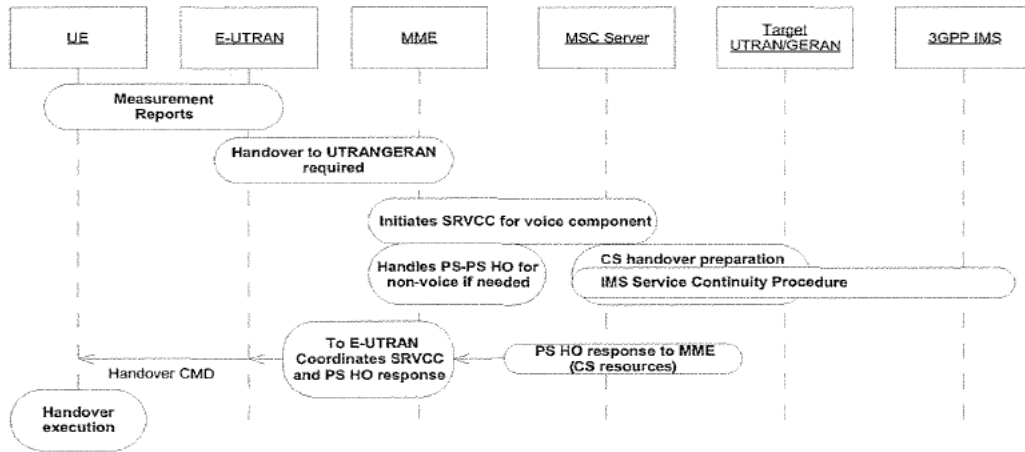 UE
E-UTRAN
MME
MSC Server
Target
UTRAN/GERAN
3GPP IMS
Measurement
Reports
Handover to UTRANGERAN
required
Initiates SRVCC for voice component
Handles PS-PS HO for
non-voice if needed
CS handover preparation
IMS Service Continuity Procedure
To E-UTRAN
Coordinates SRVCC
and PS HO response
PS HO response to MME
(CS resources)
Handover CMD
Handover
execution